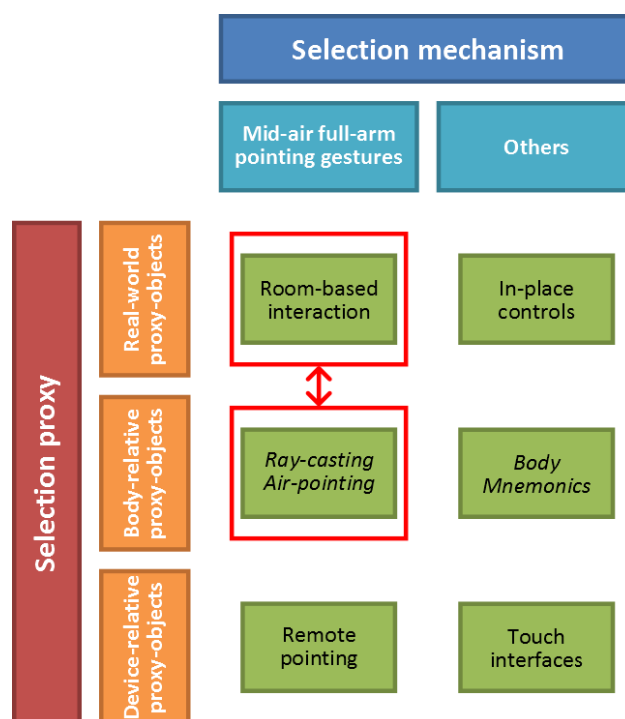 Selection mechanism
Mid-air full-arm
pointing gestures
Others
Selection proxy
Real-world
proxy-objects
Room-based
interaction
In-place
controls
Body-relative
proxy-objects
Ray-casting
Air-pointing
Body
Mnemonics
Device-relative
proxy-objects
Remote
pointing
Touch
interfaces